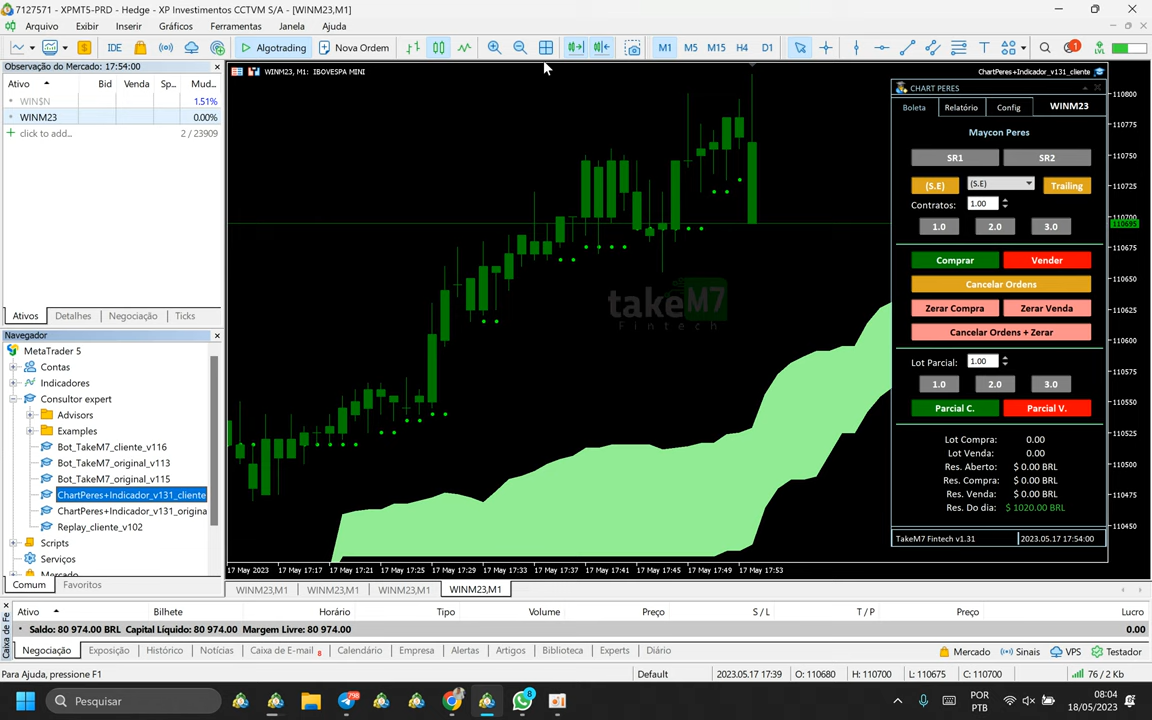 7127571 - XPMT5-PRD - Hedge - XP Investimentos CCTVM S/A - [WINM23,M1]
Arquivo Exibir Inserir Gráficos Ferramentas Janela Ajuda
IDE Algotrading Nova Ordem M1 M5 M15 H4 D1 1 LVL
Observação do Mercado: 17:54:00
Ativo Bid Venda Sp... Mud...
WIN$N 1.51%
WINM23 0.00%
click to add... 2 / 23909
Ativos Detalhes Negociação Ticks
Navegador
MetaTrader 5
Contas
Indicadores
Consultor expert
Advisors
Examples
Bot_TakeM7_cliente_v116
Bot_TakeM7_original_v113
Bot_TakeM7_original_v115
ChartPeres+Indicador_v131_cliente
ChartPeres+Indicador_v131_origina
Replay_cliente_v102
Scripts
Serviços
Mercado
Comum Favoritos
WINM23, M1: IBOVESPA MINI
ChartPeres+Indicador_v131_cliente
takeM7
Fintech
CHART PERES
Boleta Relatório Config WINM23
Maycon Peres
SR1 SR2
(S.E) (S.E) Trailing
Contratos: 1.00
1.0 2.0 3.0
Comprar Vender
Cancelar Ordens
Zerar Compra Zerar Venda
Cancelar Ordens + Zerar
Lot Parcial: 1.00
1.0 2.0 3.0
Parcial C. Parcial V.
Lot Compra: 0.00
Lot Venda: 0.00
Res. Aberto: $ 0.00 BRL
Res. Compra: $ 0.00 BRL
Res. Venda: $ 0.00 BRL
Res. Do dia: $ 1020.00 BRL
TakeM7 Fintech v1.31 2023.05.17 17:54:00
110800
110775
110750
110725
110700
110695
110675
110650
110625
110600
110575
110550
110525
110500
110475
110450
17 May 2023 17 May 17:17 17 May 17:21 17 May 17:25 17 May 17:29 17 May 17:33 17 May 17:37 17 May 17:41 17 May 17:45 17 May 17:49 17 May 17:53
WINM23,M1 WINM23,M1 WINM23,M1 WINM23,M1
Caixa de Fe
Ativo Bilhete Horário Tipo Volume Preço S / L T / P Preço Lucro
Saldo: 80 974.00 BRL Capital Líquido: 80 974.00 Margem Livre: 80 974.00 0.00
Negociação Exposição Histórico Notícias Caixa de E-mail 8 Calendário Empresa Alertas Artigos Biblioteca Experts Diário Mercado Sinais VPS Testador
Para Ajuda, pressione F1 Default 2023.05.17 17:39 O: 110680 H: 110700 L: 110675 C: 110700 76 / 2 Kb
Pesquisar 798 8 POR
PTB 08:04
18/05/2023